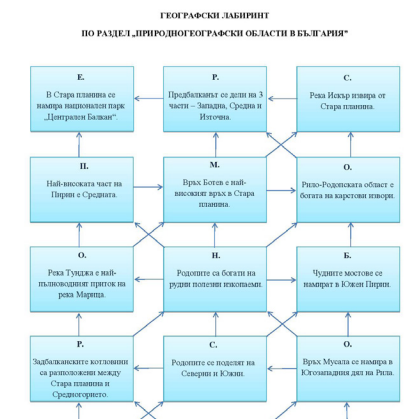 ГЕОГРАФСКИ ЛАБИРИНТ
ПО РАЗДЕЛ „ПРИРОДНОГЕОГРАФСКИ ОБЛАСТИ В БЪЛГАРИЯ"
Е.
В Стара планина се
намира национален парк
„Централен Балкан“.
Р.
Предбалканът се дели на 3
части – Западна, Средна и
Източна.
С.
Река Искър извира от
Стара планина.
П.
Най-високата част на
Пирин е Средната.
М.
Връх Ботев е най-
високият връх в Стара
планина.
О.
Рило-Родопската област е
богата на карстови извори.
О.
Река Тунджа е най-
пълноводният приток на
река Марица.
Н.
Родопите са богати на
рудни полезни изкопаеми.
Б.
Чудните мостове се
намират в Южен Пирин.
Р.
Задбалканските котловини
са разположени между
Стара планина и
Средногорието.
С.
Родопите се поделят на
Северни и Южни.
О.
Връх Мусала се намира в
Югозападния дял на Рила.